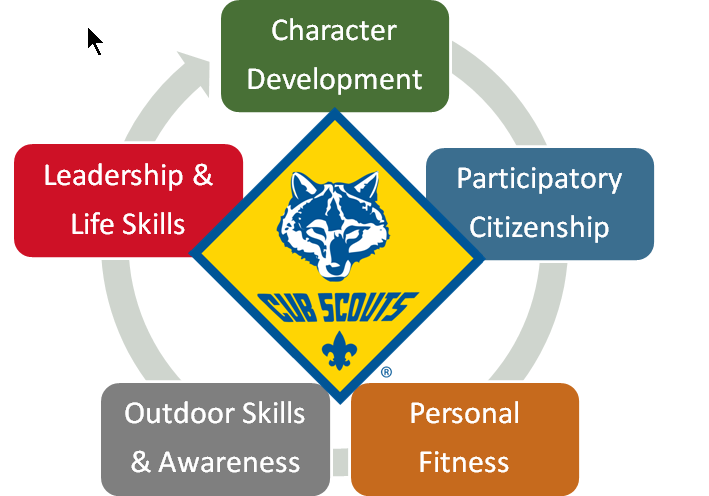 Character
Development
Leadership &
Life Skills
Participatory
Citizenship
CUB SCOUTS
®
Outdoor Skills
& Awareness
Personal
Fitness